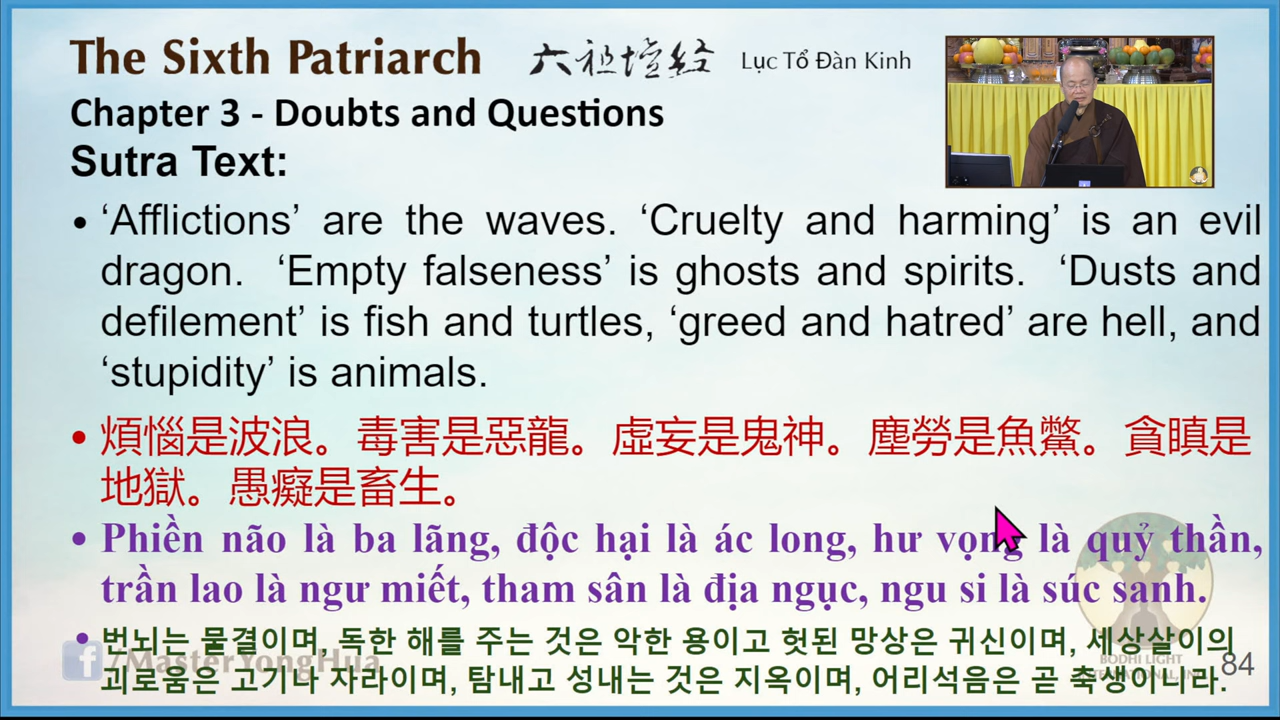 The Sixth Patriarch 六祖壇经 Lục Tổ Đàn Kinh
Chapter 3 - Doubts and Questions
Sutra Text:
• ‘Afflictions’ are the waves. ‘Cruelty and harming’ is an evil
dragon. ‘Empty falseness’ is ghosts and spirits. ‘Dusts and
defilement’ is fish and turtles, ‘greed and hatred’ are hell, and
‘stupidity’ is animals.
• 煩惱是波浪。毒害是惡龍。虛妄是鬼神。塵勞是魚鱉。貪瞋是
地獄。愚癡是畜生。
• Phiền não là ba lãng, độc hại là ác long, hư vọng là quỷ thần,
trần lao là ngư miết, tham sân là địa ngục, ngu si là súc sanh.
• 번뇌는 물결이며, 독한 해를 주는 것은 악한 용이고 헛된 망상은 귀신이며, 세상살이의
괴로움은 고기나 자라이며, 탐내고 성내는 것은 지옥이며, 어리석음은 곧 축생이니라.
/MasterYongHua
BODHI LIGHT
84